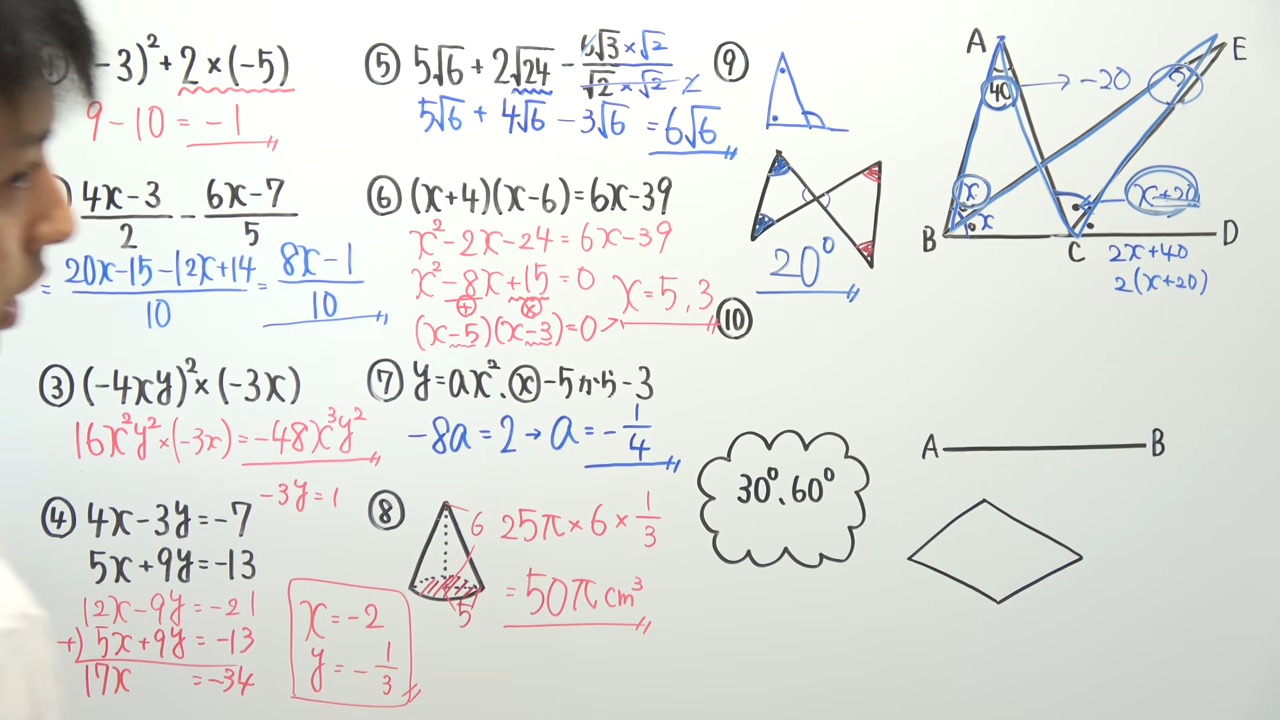 -3)² + 2 × (-5)
9 - 10 = -1
4x-3/2 - 6x-7/5
= 20x-15-12x+14/10 = 8x-1/10
③ (-4xy)² × (-3x)
16x²y² × (-3x) = -48x³y²
④ 4x-3y=-7
-3y=1
5x+9y=-13
12x-9y=-21
+) 5x+9y=-13
17x =-34
x=-2
y=-1/3
⑤ 5√6 + 2√24 - 6√3×√2/√2×√2
5√6 + 4√6 - 3√6 = 6√6
⑥ (x+4)(x-6)=6x-39
x²-2x-24=6x-39
x²-8x+15=0
+ ×
(x-5)(x-3)=0 → x=5,3
⑦ y=ax². ⓧ-5から-3
-8a=2→a=-1/4
⑧ 6
5
25π×6×1/3
=50πcm³
⑨
20°
A
40
→-20
?
E
x
x
x+20
B
C
D
2x+40
2(x+20)
⑩
30°、60°
A
B